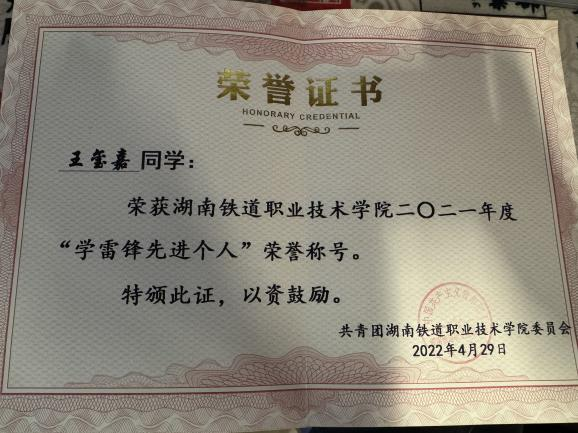 荣誉证书
HONORARY CREDENTIAL
王玺嘉同学：
荣获湖南铁道职业技术学院二〇二一年度
“学雷锋先进个人”荣誉称号。
特颁此证，以资鼓励。
共青团湖南铁道职业技术学院委员会
2022年4月29日